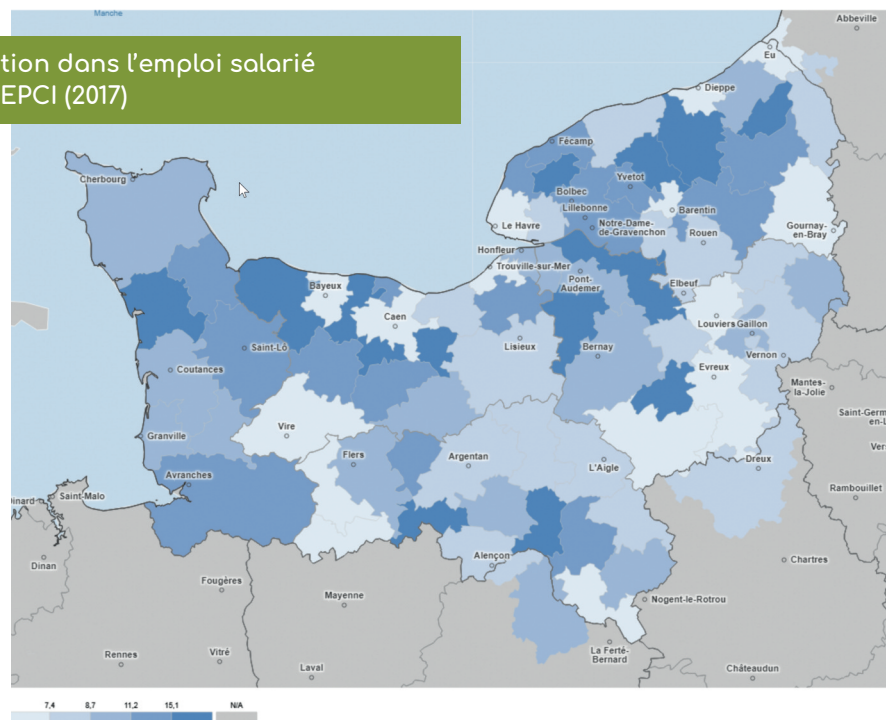 Manche
Abbeville
Eu
tion dans l'emploi salarié
EPCI (2017)
Dieppe
Fécamp
Cherbourg
Yvetot
Bolbec
Lillebonne
Barentin
Notre-Dame-
de-Gravenchon
Le Havre
Rouen
Gournay-
en-Bray
Honfleur
Trouville-sur-Mer
Pont-
Audemer
Elbeuf
Bayeux
Caen
Louviers
Gaillon
Saint-Lô
Lisieux
Bernay
Vernon
Coutances
Evreux
Mantes-
la-Jolie
Saint-Germ
en-L
Vire
Granville
Ver
Flers
Argentan
Dreux
L'Aigle
Avranches
Rambouillet
Saint-Malo
Dinard
Alençon
Chartres
Dinan
Fougères
Mayenne
Nogent-le-Rotrou
Rennes
Vitré
La Ferté-
Bernard
Laval
Châteaudun
7,4 8,7 11,2 15,1 N/A